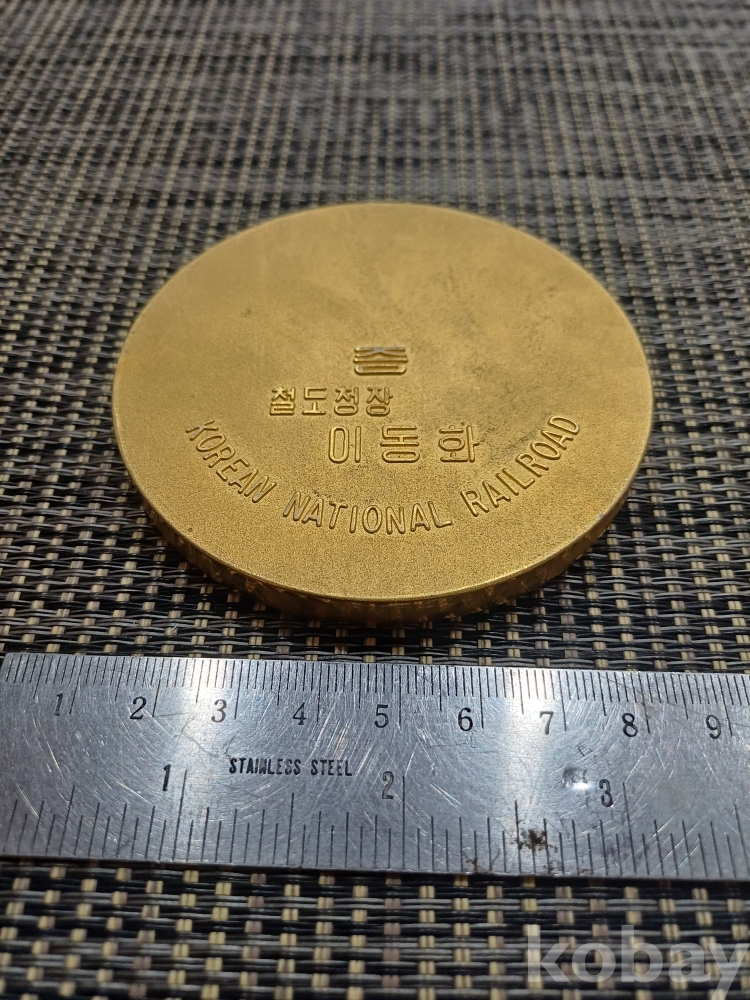 증
철도청장
이동화
KOREAN NATIONAL RAILROAD
1 2 3 4 5 6 7 8 9
STAINLESS STEEL
1 2 3
kobay